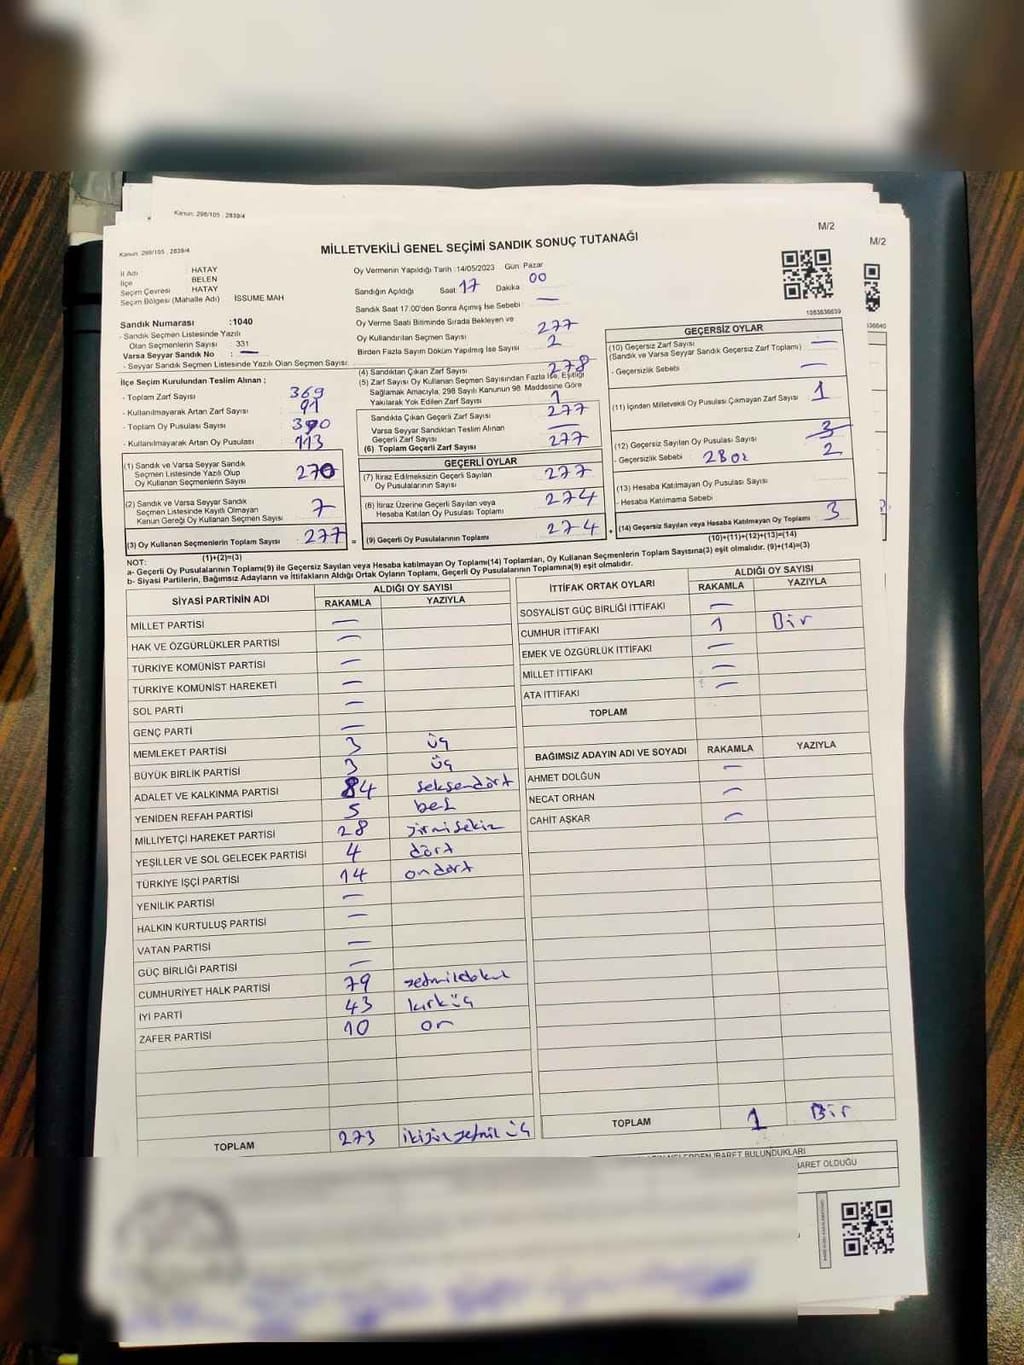 Kanun: 298/105 , 2839/4
M/2
Kanun: 298/105 , 2839/4
MİLLETVEKİLİ GENEL SEÇİMİ SANDIK SONUÇ TUTANAĞI
M/2
İl Adı HATAY
İlçe BELEN
Seçim Çevresi HATAY
Seçim Bölgesi (Mahalle Adı) İSSUME MAH
Oy Vermenin Yapıldığı Tarih :14/05/2023 Gün: Pazar
Sandığın Açıldığı Saat: 17 Dakika 00
Sandık Saat 17.00'den Sonra Açılmış İse Sebebi : —
Sandık Numarası :1040
- Sandık Seçmen Listesinde Yazılı
Olan Seçmenlerin Sayısı : 331
Varsa Seyyar Sandık No : —
- Seyyar Sandık Seçmen Listesinde Yazılı Olan Seçmen Sayısı:
Oy Verme Saati Bitiminde Sırada Bekleyen ve
Oy Kullandırılan Seçmen Sayısı 277
Birden Fazla Sayım Döküm Yapılmış İse Sayısı 2
İlçe Seçim Kurulundan Teslim Alınan ;
- Toplam Zarf Sayısı : 369
- Kullanılmayarak Artan Zarf Sayısı : 91
- Toplam Oy Pusulası Sayısı : 390
- Kullanılmayarak Artan Oy Pusulası : 113
(1) Sandık ve Varsa Seyyar Sandık
Seçmen Listesinde Yazılı Olup
Oy Kullanan Seçmenlerin Sayısı 270
(2) Sandık ve Varsa Seyyar Sandık
Seçmen Listesinde Kayıtlı Olmayan
Kanun Gereği Oy Kullanan Seçmen Sayısı 7
(3) Oy Kullanan Seçmenlerin Toplam Sayısı : 277 =
(1)+(2)=(3)
(4) Sandıktan Çıkan Zarf Sayısı 278
(5) Zarf Sayısı Oy Kullanan Seçmen Sayısından Fazla İse, Eşitliği
Sağlamak Amacıyla, 298 Sayılı Kanunun 98. Maddesine Göre
Yakılarak Yok Edilen Zarf Sayısı 1
Sandıkta Çıkan Geçerli Zarf Sayısı 277
Varsa Seyyar Sandıktan Teslim Alınan
Geçerli Zarf Sayısı —
(6) Toplam Geçerli Zarf Sayısı 277
GEÇERLİ OYLAR
(7) İtiraz Edilmeksizin Geçerli Sayılan
Oy Pusulalarının Sayısı 277
(8) İtiraz Üzerine Geçerli Sayılan veya
Hesaba Katılan Oy Pusulası Toplamı 274
(9) Geçerli Oy Pusulalarının Toplamı 274 +
1083636639
GEÇERSİZ OYLAR
(10) Geçersiz Zarf Sayısı —
(Sandık ve Varsa Seyyar Sandık Geçersiz Zarf Toplamı)
- Geçersizlik Sebebi : —
(11) İçinden Milletvekili Oy Pusulası Çıkmayan Zarf Sayısı 1
(12) Geçersiz Sayılan Oy Pusulası Sayısı 3 2
- Geçersizlik Sebebi :
(13) Hesaba Katılmayan Oy Pusulası Sayısı
- Hesaba Katılmama Sebebi
(14) Geçersiz Sayılan veya Hesaba Katılmayan Oy Toplamı 3
(10)+(11)+(12)+(13)=(14)
NOT:
a- Geçerli Oy Pusulalarının Toplamı(9) ile Geçersiz Sayılan veya Hesaba katılmayan Oy Toplamı(14) Toplamları, Oy Kullanan Seçmenlerin Toplam Sayısına(3) eşit olmalıdır. (9)+(14)=(3)
b- Siyasi Partilerin, Bağımsız Adayların ve İttifakların Aldığı Ortak Oyların Toplamı, Geçerli Oy Pusulalarının Toplamına(9) eşit olmalıdır.
SİYASİ PARTİNİN ADI ALDIĞI OY SAYISI
RAKAMLA YAZIYLA
MİLLET PARTİSİ —
HAK VE ÖZGÜRLÜKLER PARTİSİ —
TÜRKİYE KOMÜNİST PARTİSİ —
TÜRKİYE KOMÜNİST HAREKETİ —
SOL PARTİ —
GENÇ PARTİ —
MEMLEKET PARTİSİ 3 üç
BÜYÜK BİRLİK PARTİSİ 3 üç
ADALET VE KALKINMA PARTİSİ 84 seksendört
YENİDEN REFAH PARTİSİ 5 beş
MİLLİYETÇİ HAREKET PARTİSİ 28 yirmisekiz
YEŞİLLER VE SOL GELECEK PARTİSİ 4 dört
TÜRKİYE İŞÇİ PARTİSİ 14 ondört
YENİLİK PARTİSİ —
HALKIN KURTULUŞ PARTİSİ —
VATAN PARTİSİ —
GÜÇ BİRLİĞİ PARTİSİ —
CUMHURİYET HALK PARTİSİ 79 yetmişdokuz
İYİ PARTİ 43 kırküç
ZAFER PARTİSİ 10 on
TOPLAM 273 ikiyüzyetmiş üç
İTTİFAK ORTAK OYLARI ALDIĞI OY SAYISI
RAKAMLA YAZIYLA
SOSYALİST GÜÇ BİRLİĞİ İTTİFAKI —
CUMHUR İTTİFAKI 1 Bir
EMEK VE ÖZGÜRLÜK İTTİFAKI —
MİLLET İTTİFAKI —
ATA İTTİFAKI —
TOPLAM
BAĞIMSIZ ADAYIN ADI VE SOYADI RAKAMLA YAZIYLA
AHMET DOLĞUN —
NECAT ORHAN —
CAHİT AŞKAR —
TOPLAM 1 Bir
NELERDEN İBARET BULUNDUKLARI
BARET OLDUĞU